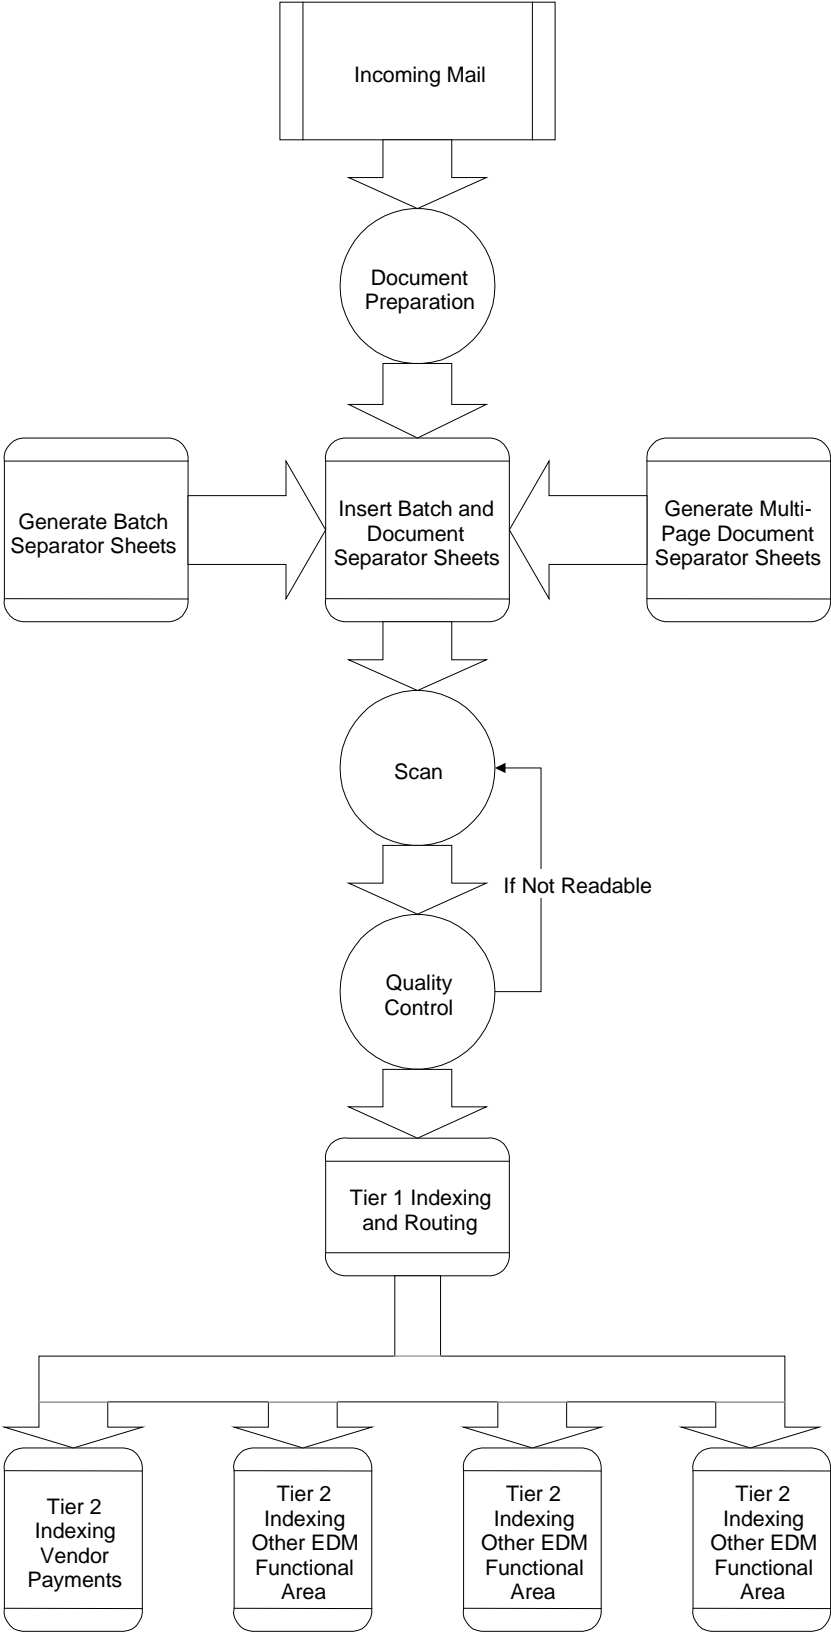 Incoming Mail
Document
Preparation
Generate Batch
Separator Sheets
Insert Batch and
Document
Separator Sheets
Generate Multi-
Page Document
Separator Sheets
Scan
If Not Readable
Quality
Control
Tier 1 Indexing
and Routing
Tier 2
Indexing
Vendor
Payments
Tier 2
Indexing
Other EDM
Functional
Area
Tier 2
Indexing
Other EDM
Functional
Area
Tier 2
Indexing
Other EDM
Functional
Area